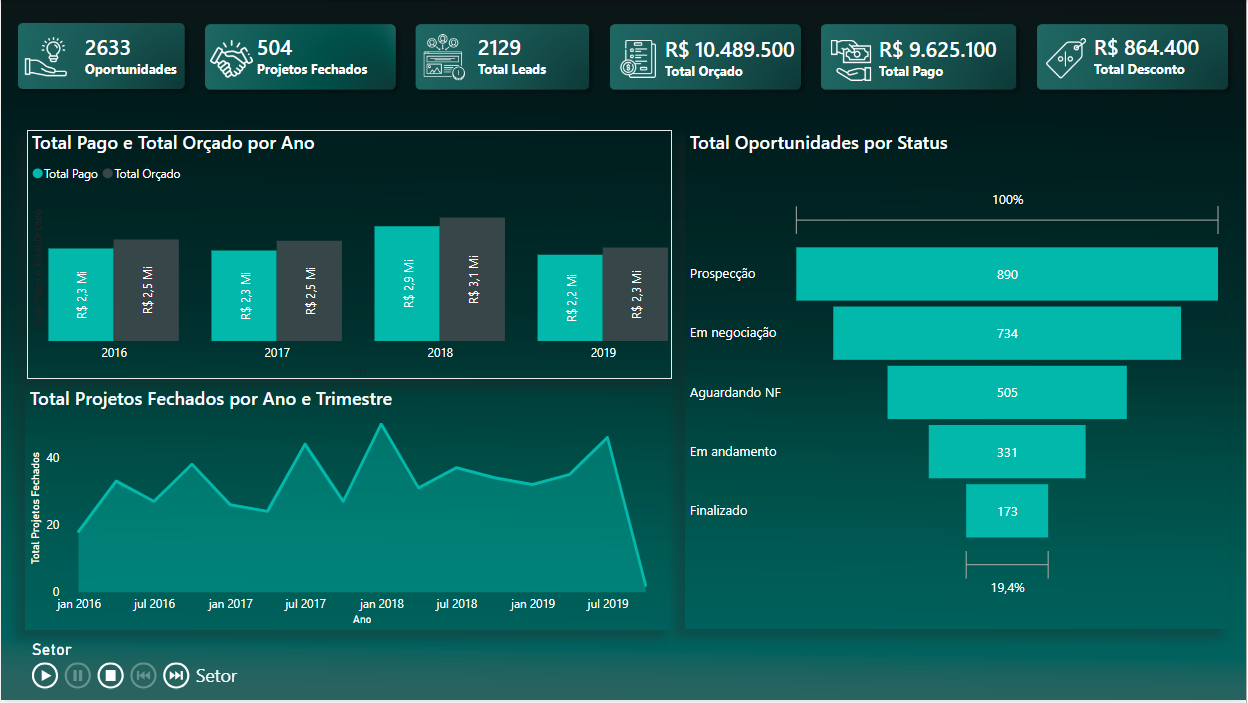 2633
Oportunidades
504
Projetos Fechados
2129
Total Leads
R$ 10.489.500
Total Orçado
R$ 9.625.100
Total Pago
R$ 864.400
Total Desconto
Total Pago e Total Orçado por Ano
Total Pago Total Orçado
R$ 2,3 Mi
R$ 2,5 Mi
R$ 2,3 Mi
R$ 2,5 Mi
R$ 2,9 Mi
R$ 3,1 Mi
R$ 2,2 Mi
R$ 2,3 Mi
2016 2017 2018 2019
Total Projetos Fechados por Ano e Trimestre
Total Projetos Fechados
40
20
0
jan 2016 jul 2016 jan 2017 jul 2017 jan 2018 jul 2018 jan 2019 jul 2019
Ano
Total Oportunidades por Status
100%
Prospecção 890
Em negociação 734
Aguardando NF 505
Em andamento 331
Finalizado 173
19,4%
Setor
Setor